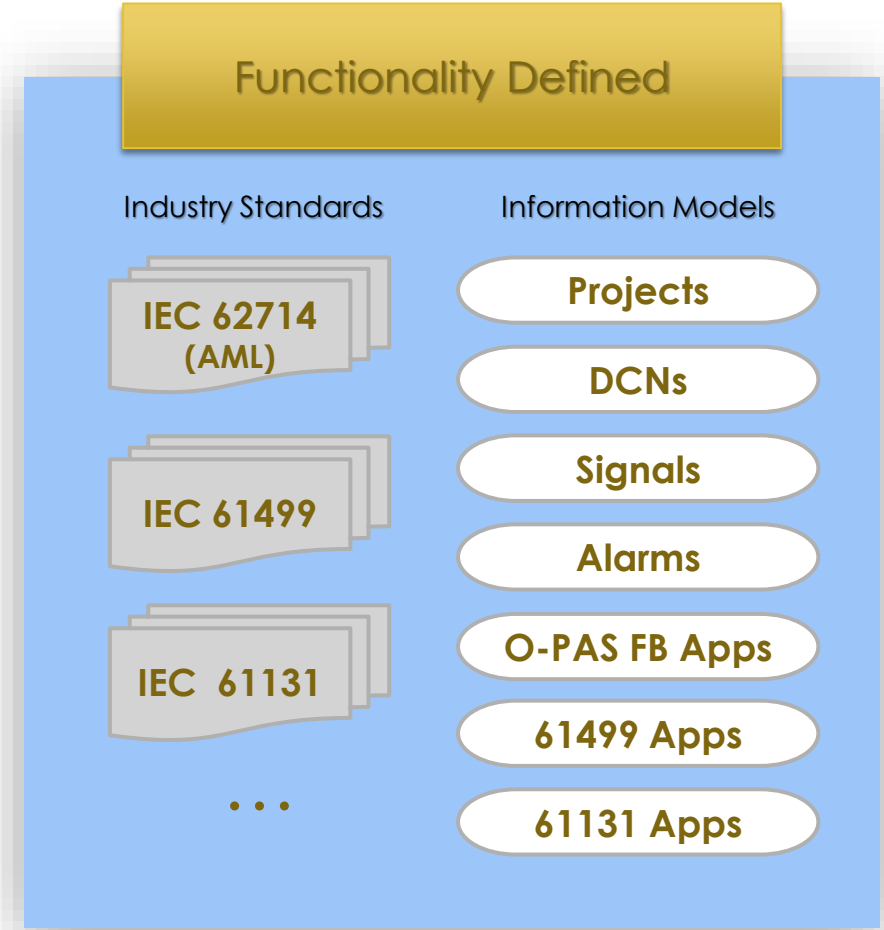 Functionality Defined
Industry Standards
IEC 62714
(AML)
IEC 61499
IEC 61131
...
Information Models
Projects
DCNs
Signals
Alarms
O-PAS FB Apps
61499 Apps
61131 Apps